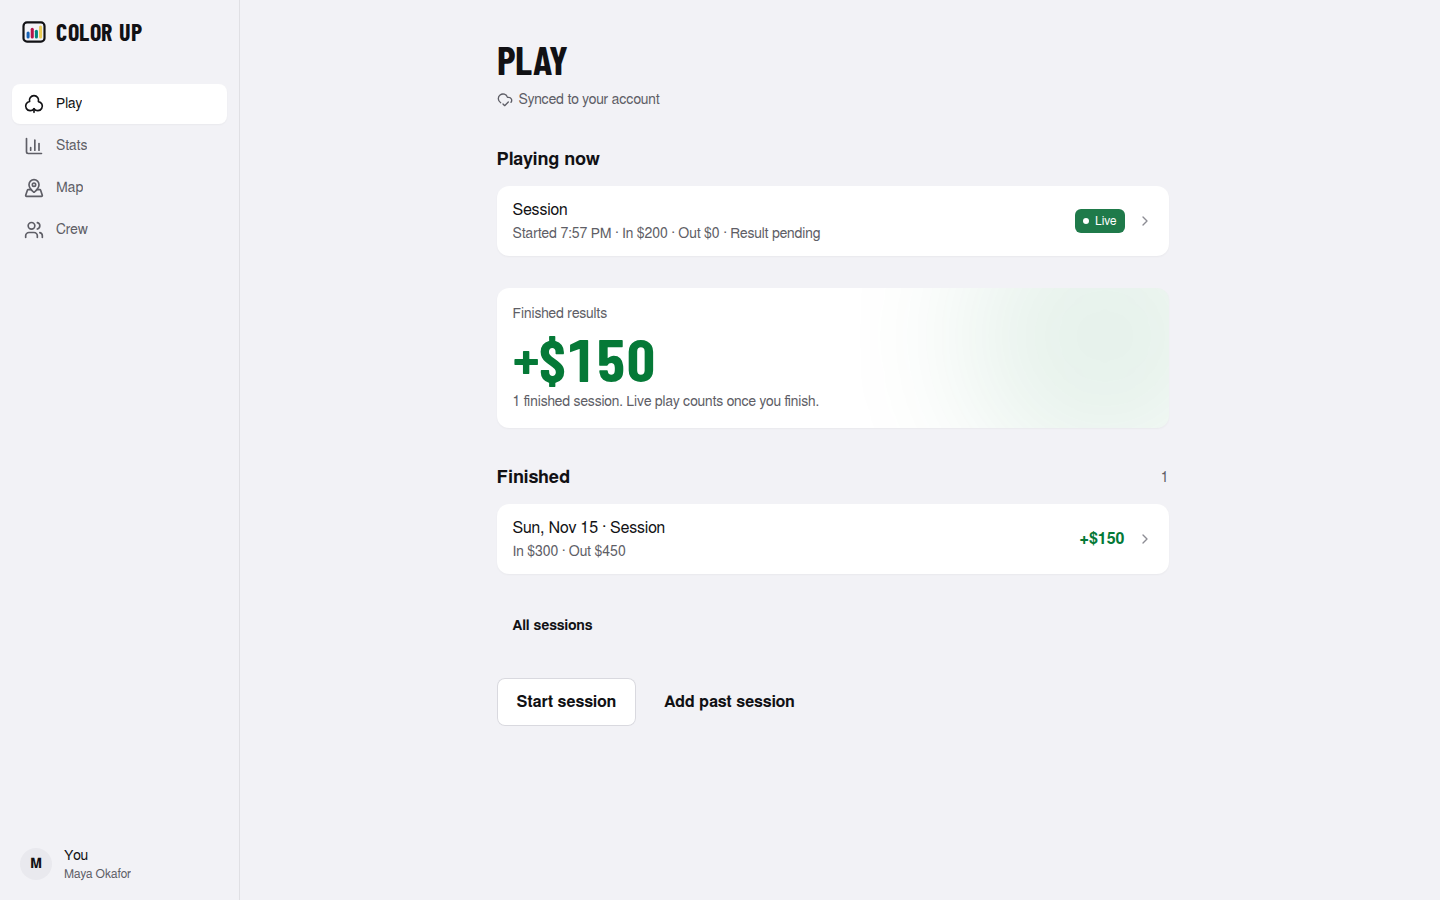 COLOR UP
Play
Stats
Map
Crew
M
You
Maya Okafor
PLAY
Synced to your account
Playing now
Session
Started 7:57 PM · In $200 · Out $0 · Result pending
Live
Finished results
+$150
1 finished session. Live play counts once you finish.
Finished
1
Sun, Nov 15 · Session
In $300 · Out $450
+$150
All sessions
Start session
Add past session